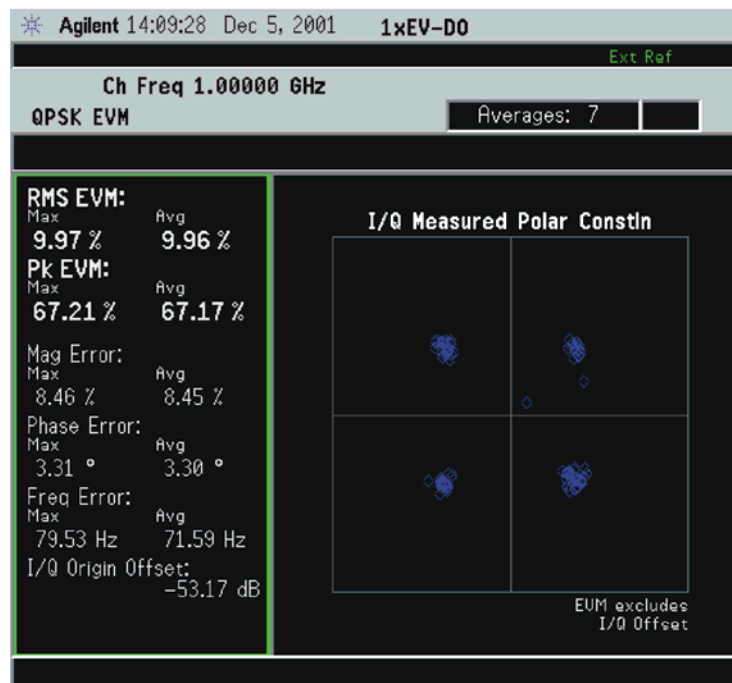 Agilent 14:09:28 Dec 5, 2001 1xEV-DO
Ext Ref
Ch Freq 1.00000 GHz
QPSK EVM
Averages: 7
RMS EVM:
Max Avg
9.97 % 9.96 %
Pk EVM:
Max Avg
67.21 % 67.17 %
Mag Error:
Max Avg
8.46 % 8.45 %
Phase Error:
Max Avg
3.31 ° 3.30 °
Freq Error:
Max Avg
79.53 Hz 71.59 Hz
I/Q Origin Offset:
-53.17 dB
I/Q Measured Polar Constln
EVM excludes
I/Q Offset